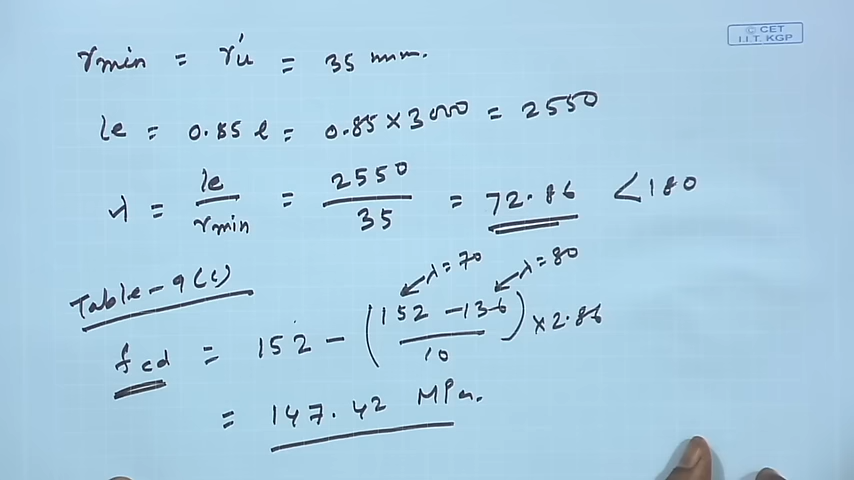 © CET
I.I.T. KGP
rmin = r'u = 35 mm.
le = 0.85 l = 0.85 × 3000 = 2550
λ = le / rmin = 2550 / 35 = 72.86 < 180
Table - 9(c)
λ=70 λ=80
fcd = 152 - (152 - 136 / 10) × 2.86
= 147.42 MPa.